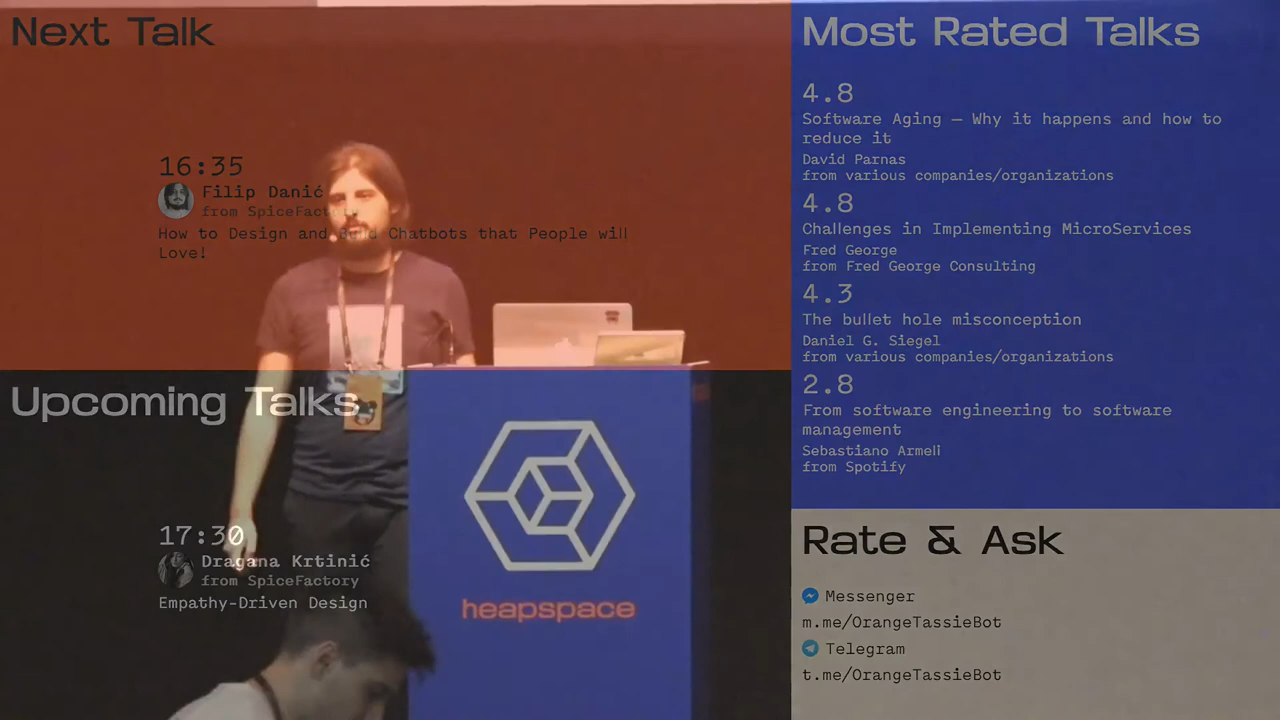 Next Talk
16:35
Filip Danić
from SpiceFactory
How to Design and Build Chatbots that People will
Love!
Upcoming Talks
17:30
Dragana Krtinić
from SpiceFactory
Empathy-Driven Design
heapspace
Most Rated Talks
4.8
Software Aging – Why it happens and how to
reduce it
David Parnas
from various companies/organizations
4.8
Challenges in Implementing MicroServices
Fred George
from Fred George Consulting
4.3
The bullet hole misconception
Daniel G. Siegel
from various companies/organizations
2.8
From software engineering to software
management
Sebastiano Armeli
from Spotify
Rate & Ask
Messenger
m.me/OrangeTassieBot
Telegram
t.me/OrangeTassieBot